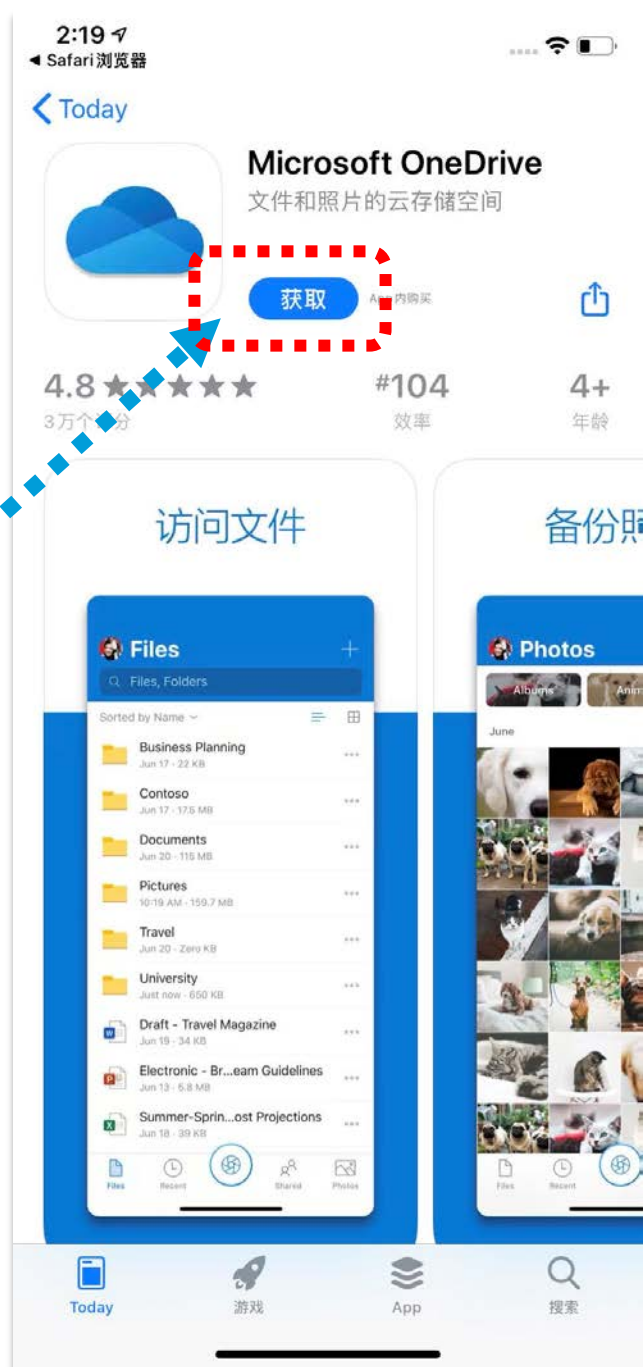 2:19
Safari浏览器
Today
Microsoft OneDrive
文件和照片的云存储空间
获取
App 内购买
4.8 ★★★★★
#104
4+
效率
年龄
访问文件
备份照
Files
Files, Folders
Sorted by Name
Business Planning
Jun 17 - 22 KB
Contoso
Jun 17 - 17.5 MB
Documents
Jun 20 - 115 MB
Pictures
10:19 AM - 159.7 MB
Travel
Jun 20 - Zero KB
University
Just now - 650 KB
Draft - Travel Magazine
Jun 19 - 34 KB
Electronic - Br...eam Guidelines
Jun 13 - 5.8 MB
Summer-Sprin...ost Projections
Jun 18 - 39 KB
Files
Recent
Shared
Photos
Photos
Albums
Anim
June
Files
Recent
Today
游戏
App
搜索